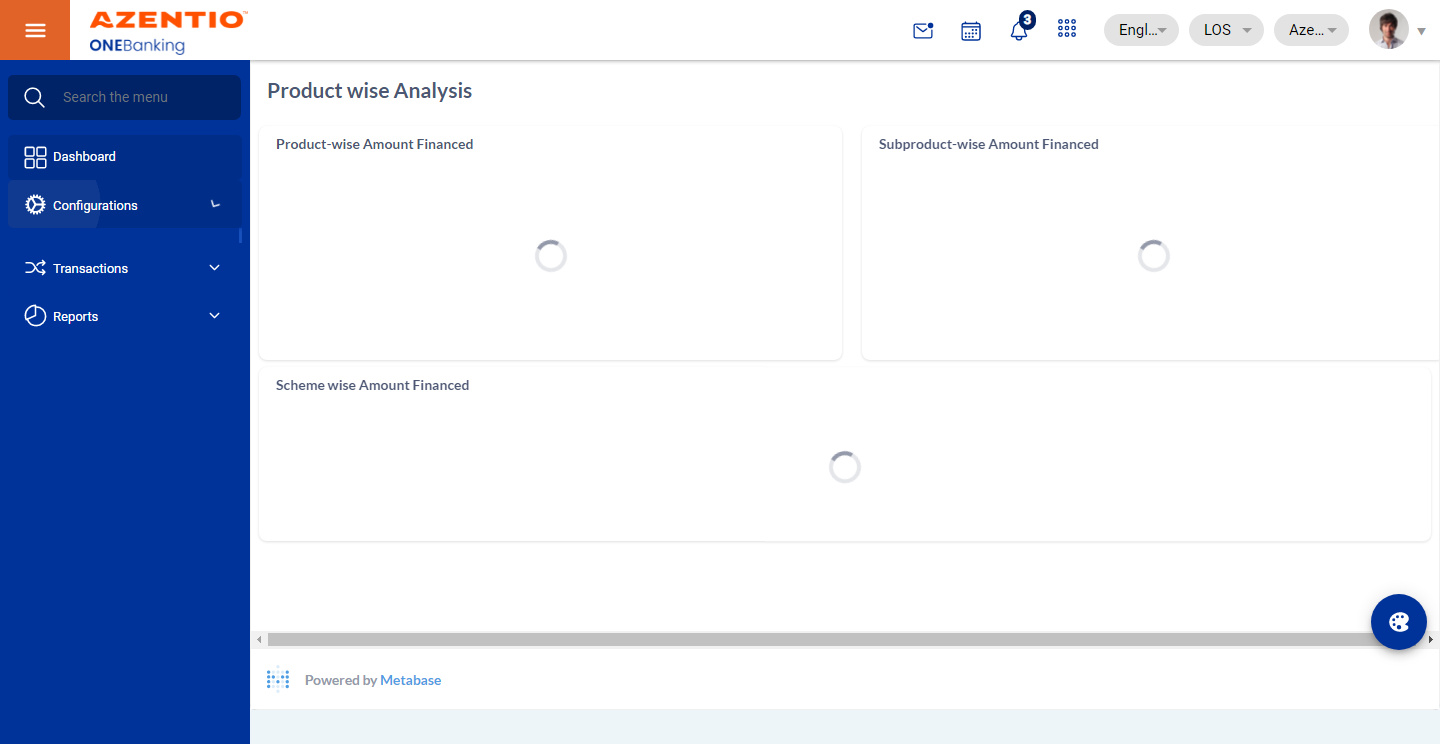 AZENTIO™
ONEBanking
3
Engl...
LOS
Aze...
Search the menu
Dashboard
Configurations
Transactions
Reports
Product wise Analysis
Product-wise Amount Financed
Subproduct-wise Amount Financed
Scheme wise Amount Financed
Powered by Metabase